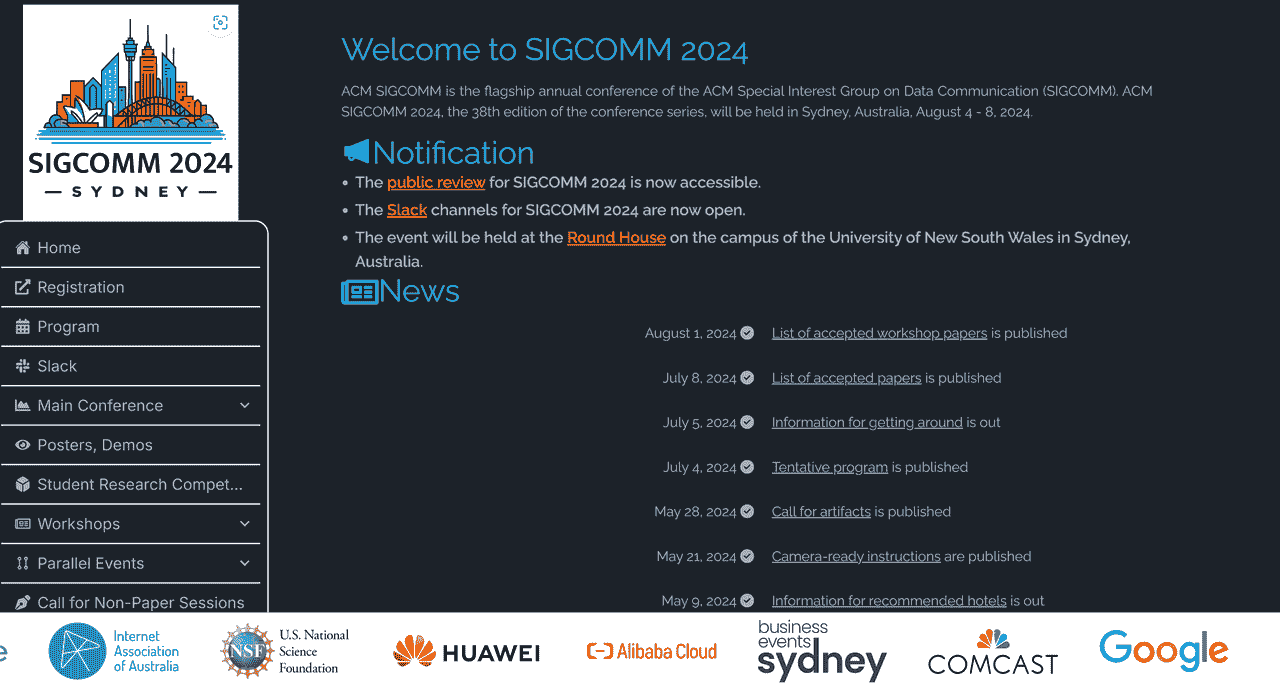 SIGCOMM 2024
SYDNEY
Home
Registration
Program
Slack
Main Conference
Posters, Demos
Student Research Compet...
Workshops
Parallel Events
Call for Non-Paper Sessions
Welcome to SIGCOMM 2024
ACM SIGCOMM is the flagship annual conference of the ACM Special Interest Group on Data Communication (SIGCOMM). ACM
SIGCOMM 2024, the 38th edition of the conference series, will be held in Sydney, Australia, August 4 - 8, 2024.
Notification
• The public review for SIGCOMM 2024 is now accessible.
• The Slack channels for SIGCOMM 2024 are now open.
• The event will be held at the Round House on the campus of the University of New South Wales in Sydney,
Australia.
News
August 1, 2024 List of accepted workshop papers is published
July 8, 2024 List of accepted papers is published
July 5, 2024 Information for getting around is out
July 4, 2024 Tentative program is published
May 28, 2024 Call for artifacts is published
May 21, 2024 Camera-ready instructions are published
May 9, 2024 Information for recommended hotels is out
Internet
Association
of Australia
NSF
U.S. National
Science
Foundation
HUAWEI
Alibaba Cloud
business
events
sydney
COMCAST
Google